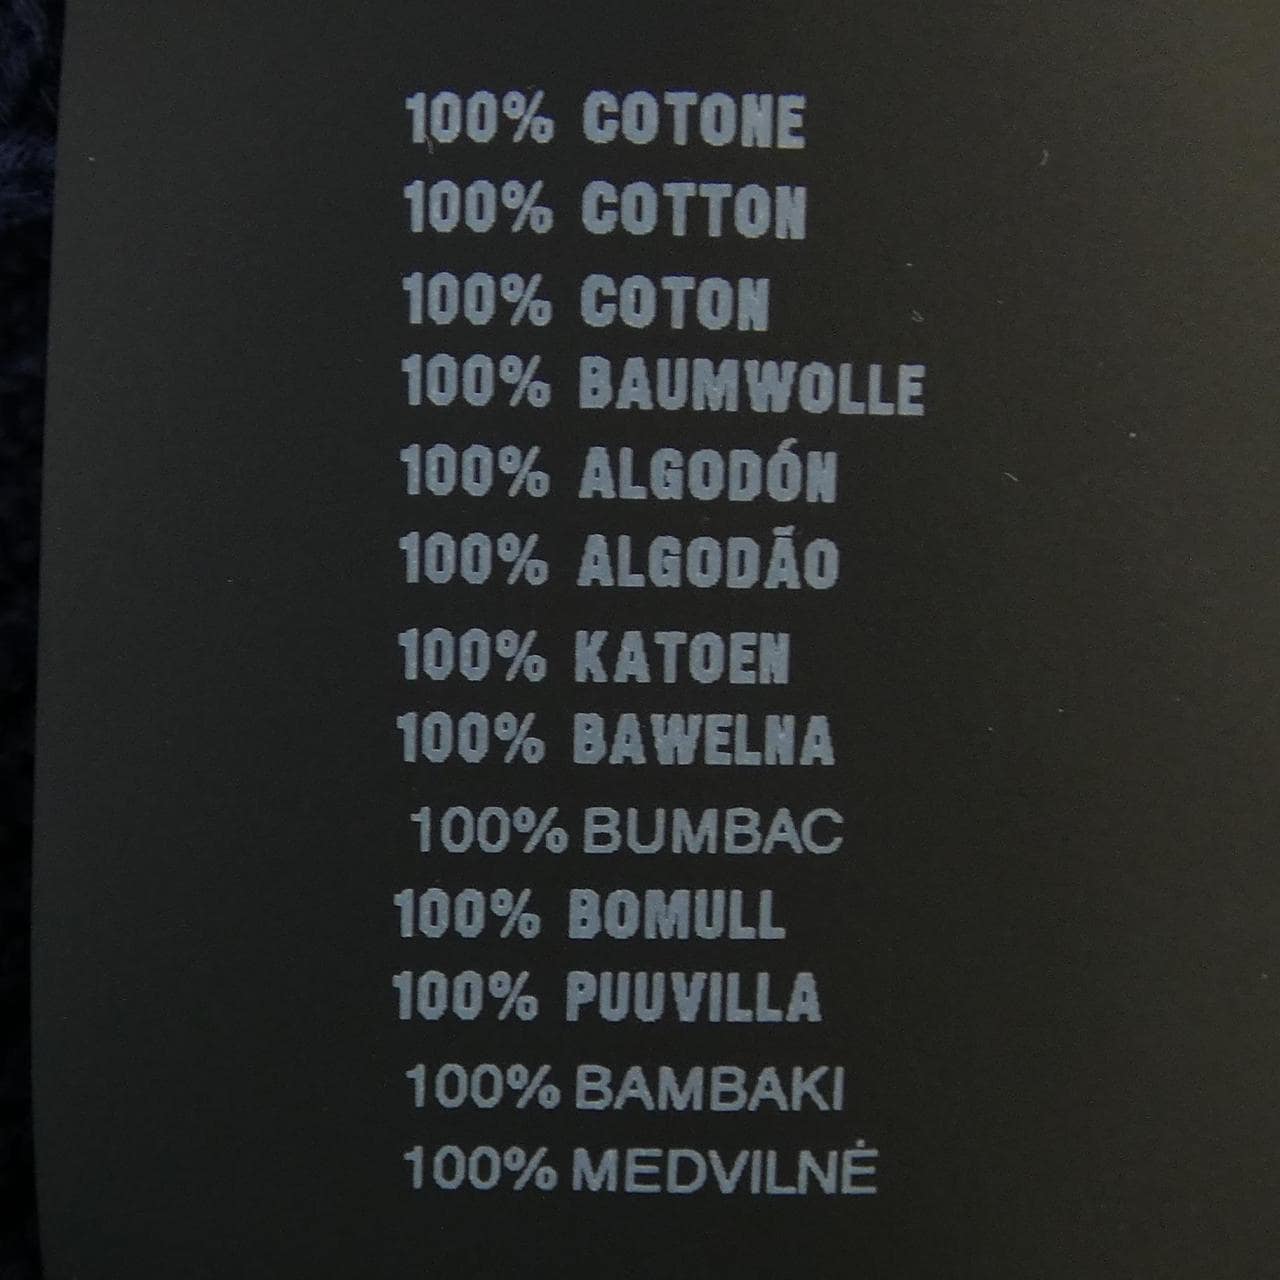 100% COTONE
100% COTTON
100% COTON
100% BAUMWOLLE
100% ALGODÓN
100% ALGODÃO
100% KATOEN
100% BAWELNA
100% BUMBAC
100% BOMULL
100% PUUVILLA
100% BAMBAKI
100% MEDVILNĖ